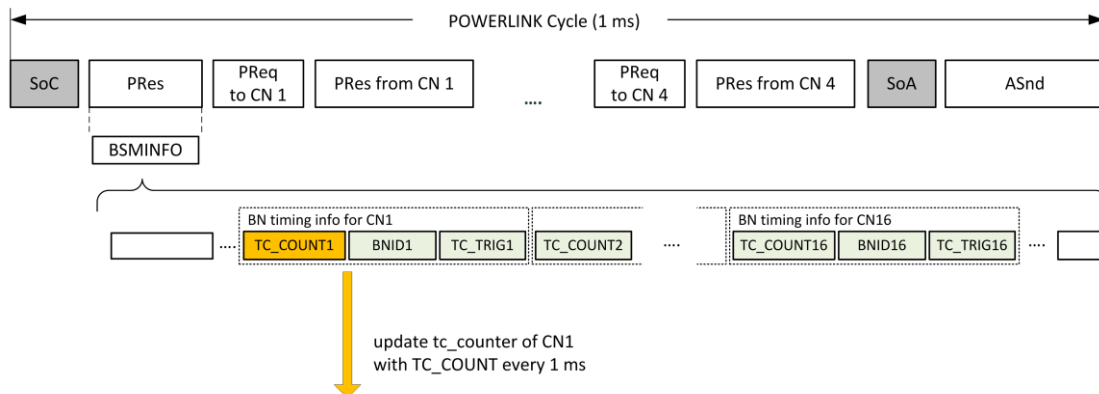 POWERLINK Cycle (1 ms)
SoC
PRes
PReq
to CN 1
PRes from CN 1
....
PReq
to CN 4
PRes from CN 4
SoA
ASnd
BSMINFO
BN timing info for CN1
BN timing info for CN16
....
TC_COUNT1
BNID1
TC_TRIG1
TC_COUNT2
....
TC_COUNT16
BNID16
TC_TRIG16
....
update tc_counter of CN1
with TC_COUNT every 1 ms